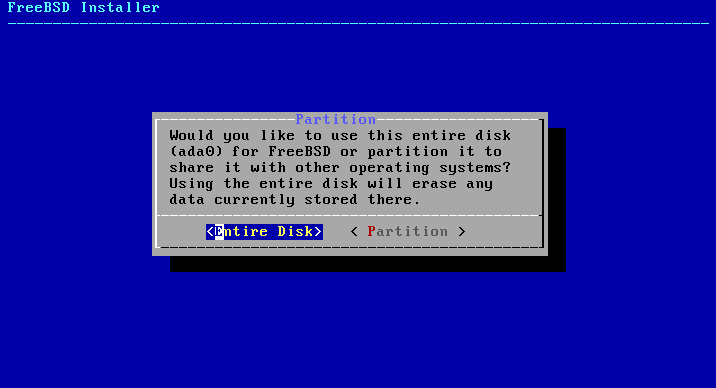 FreeBSD Installer
Partition
Would you like to use this entire disk
(ada0) for FreeBSD or partition it to
share it with other operating systems?
Using the entire disk will erase any
data currently stored there.
<Entire Disk> < Partition >